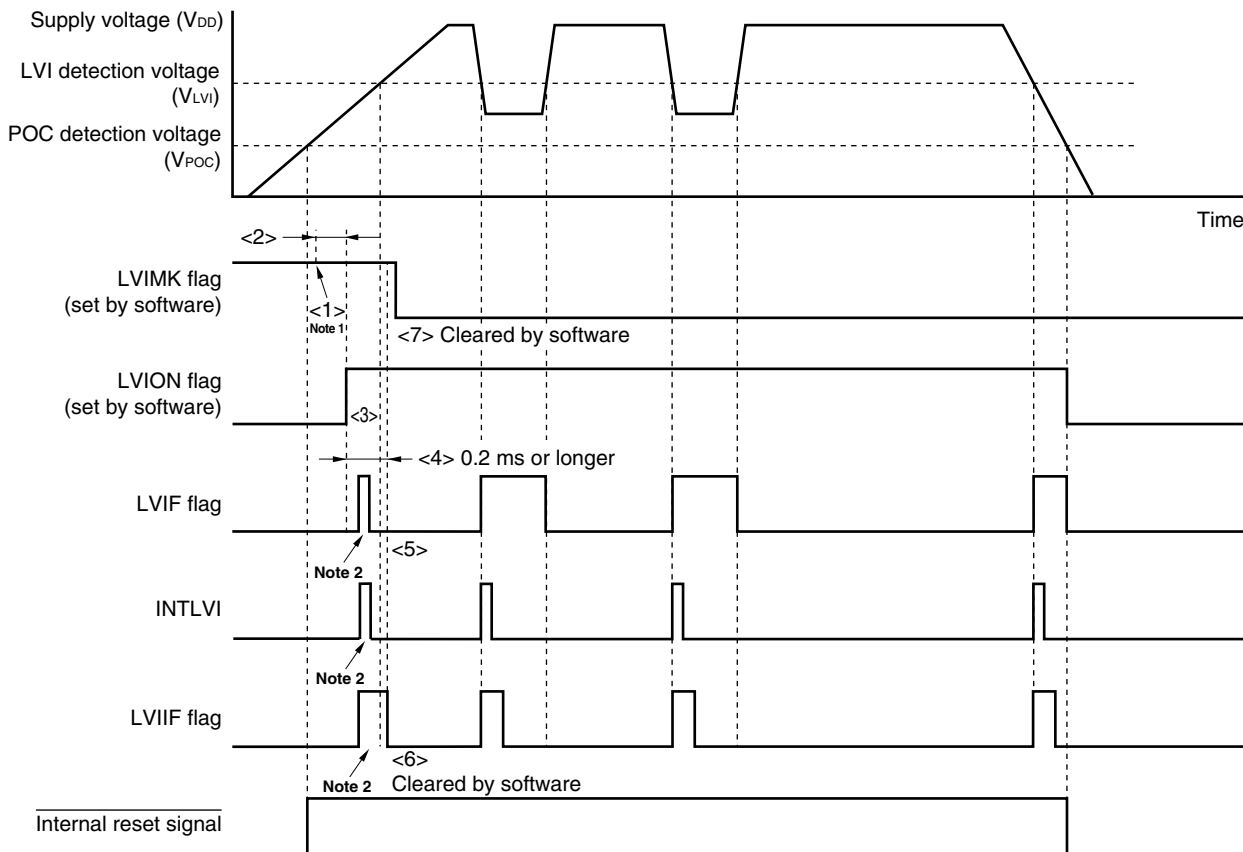 Supply voltage (VDD)
LVI detection voltage
(VLVI)
POC detection voltage
(VPOC)
Time
<2>
LVIMK flag
(set by software)
<1>
Note 1
<7> Cleared by software
LVION flag
(set by software)
<3>
<4> 0.2 ms or longer
LVIF flag
<5>
Note 2
INTLVI
Note 2
LVIIF flag
<6>
Note 2
Cleared by software
Internal reset signal